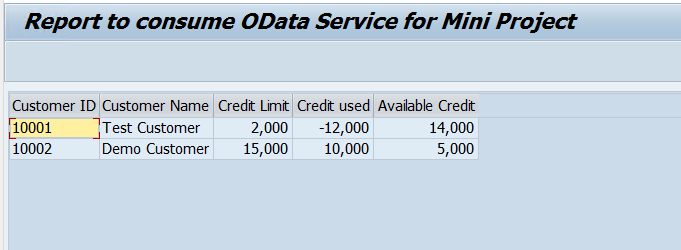 Report to consume OData Service for Mini Project
Customer ID Customer Name Credit Limit Credit used Available Credit
10001 Test Customer 2,000 -12,000 14,000
10002 Demo Customer 15,000 10,000 5,000